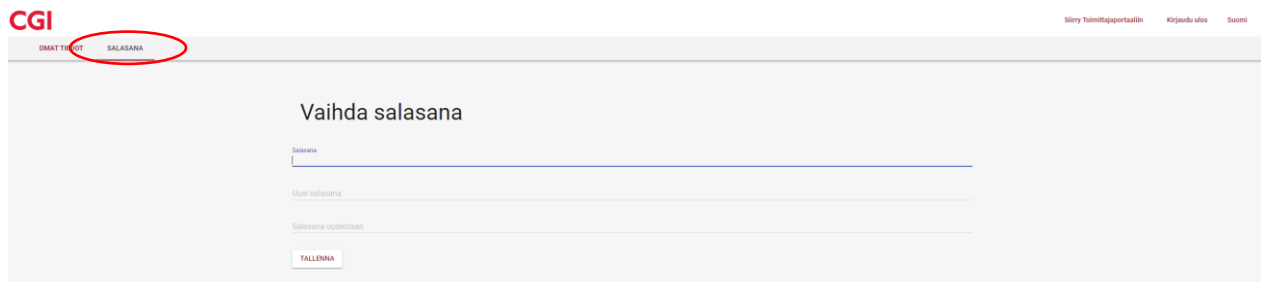 CGI
Siirry Toimittajaportaaliin Kirjaudu ulos Suomi
OMAT TIEDOT SALASANA
Vaihda salasana
Salasana
Uusi salasana
Salasana uudestaan
TALLENNA